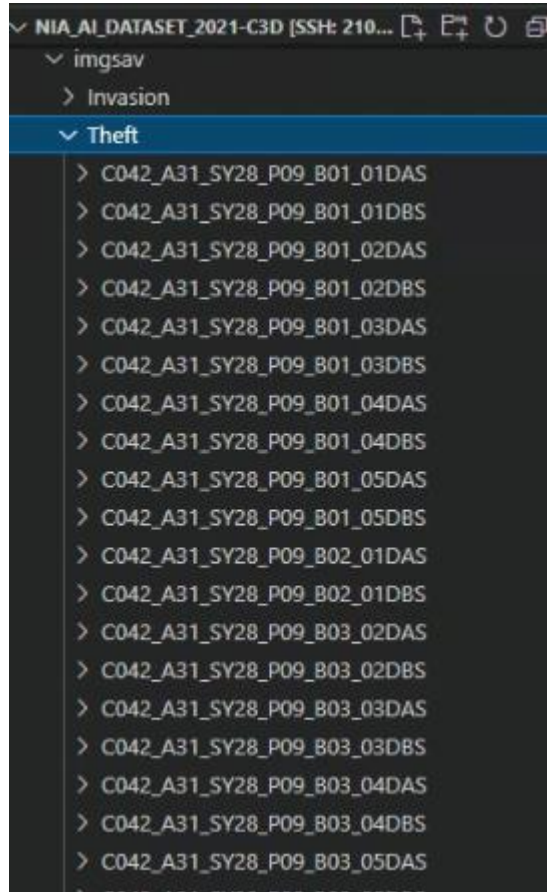 NIA_AI_DATASET_2021-C3D [SSH: 210...
imgsav
Invasion
Theft
C042_A31_SY28_P09_B01_01DAS
C042_A31_SY28_P09_B01_01DBS
C042_A31_SY28_P09_B01_02DAS
C042_A31_SY28_P09_B01_02DBS
C042_A31_SY28_P09_B01_03DAS
C042_A31_SY28_P09_B01_03DBS
C042_A31_SY28_P09_B01_04DAS
C042_A31_SY28_P09_B01_04DBS
C042_A31_SY28_P09_B01_05DAS
C042_A31_SY28_P09_B01_05DBS
C042_A31_SY28_P09_B02_01DAS
C042_A31_SY28_P09_B02_01DBS
C042_A31_SY28_P09_B03_02DAS
C042_A31_SY28_P09_B03_02DBS
C042_A31_SY28_P09_B03_03DAS
C042_A31_SY28_P09_B03_03DBS
C042_A31_SY28_P09_B03_04DAS
C042_A31_SY28_P09_B03_04DBS
C042_A31_SY28_P09_B03_05DAS